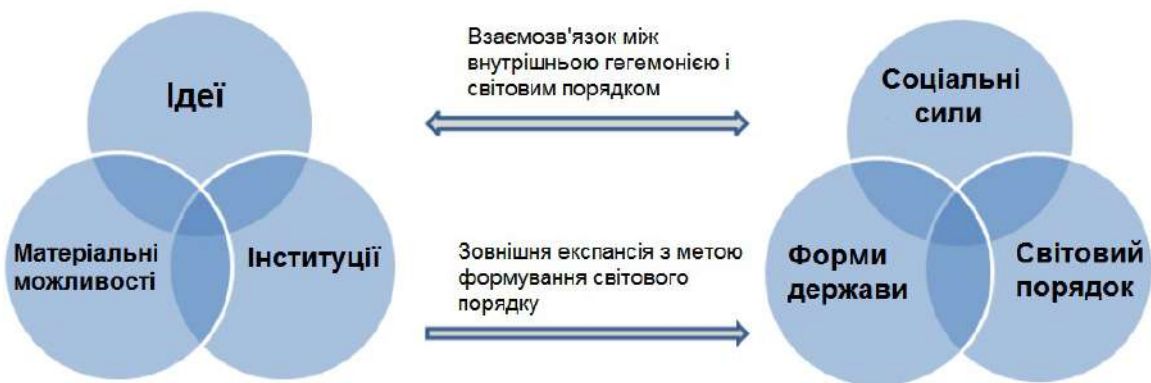 Ідеї
Матеріальні
можливості
Інституції
Взаємозв'язок між
внутрішньою гегемонією і
світовим порядком
Зовнішня експансія з метою
формування світового
порядку
Соціальні
сили
Форми
держави
Світовий
порядок